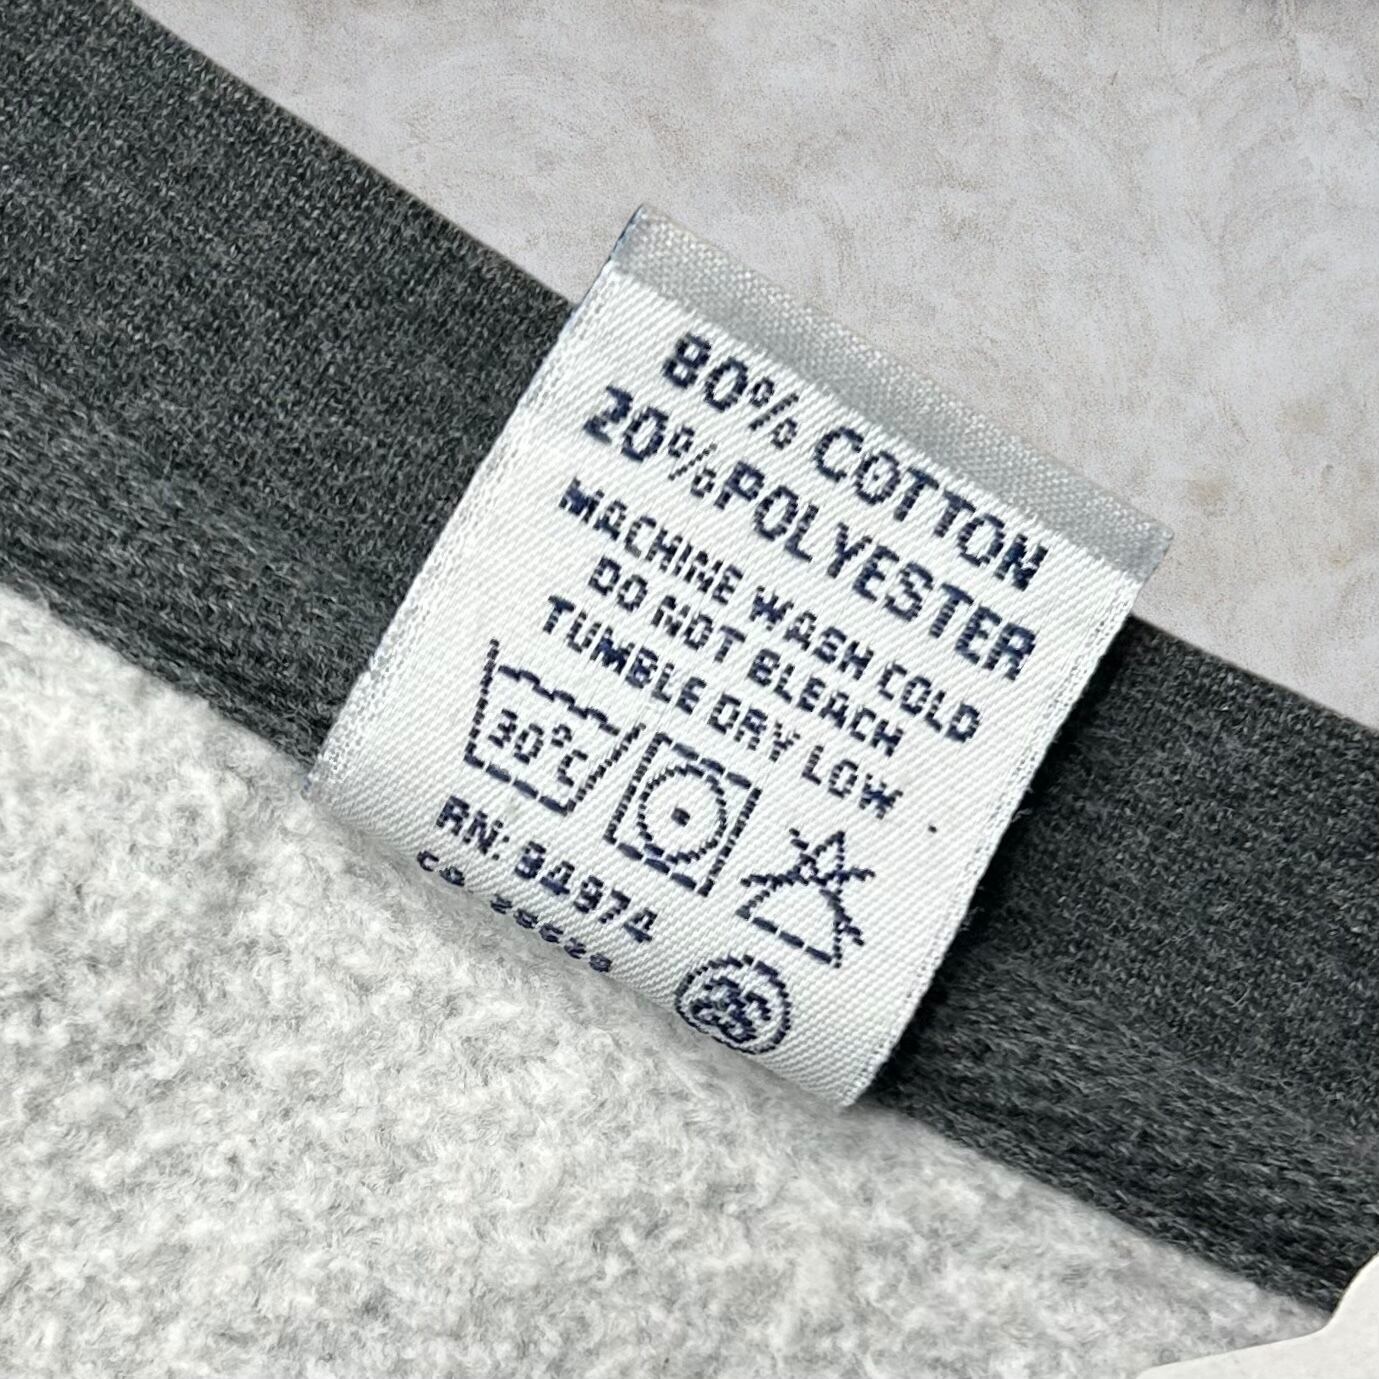 80% COTTON
20% POLYESTER
MACHINE WASH COLD
DO NOT BLEACH
TUMBLE DRY LOW
30°C
RN: 94974